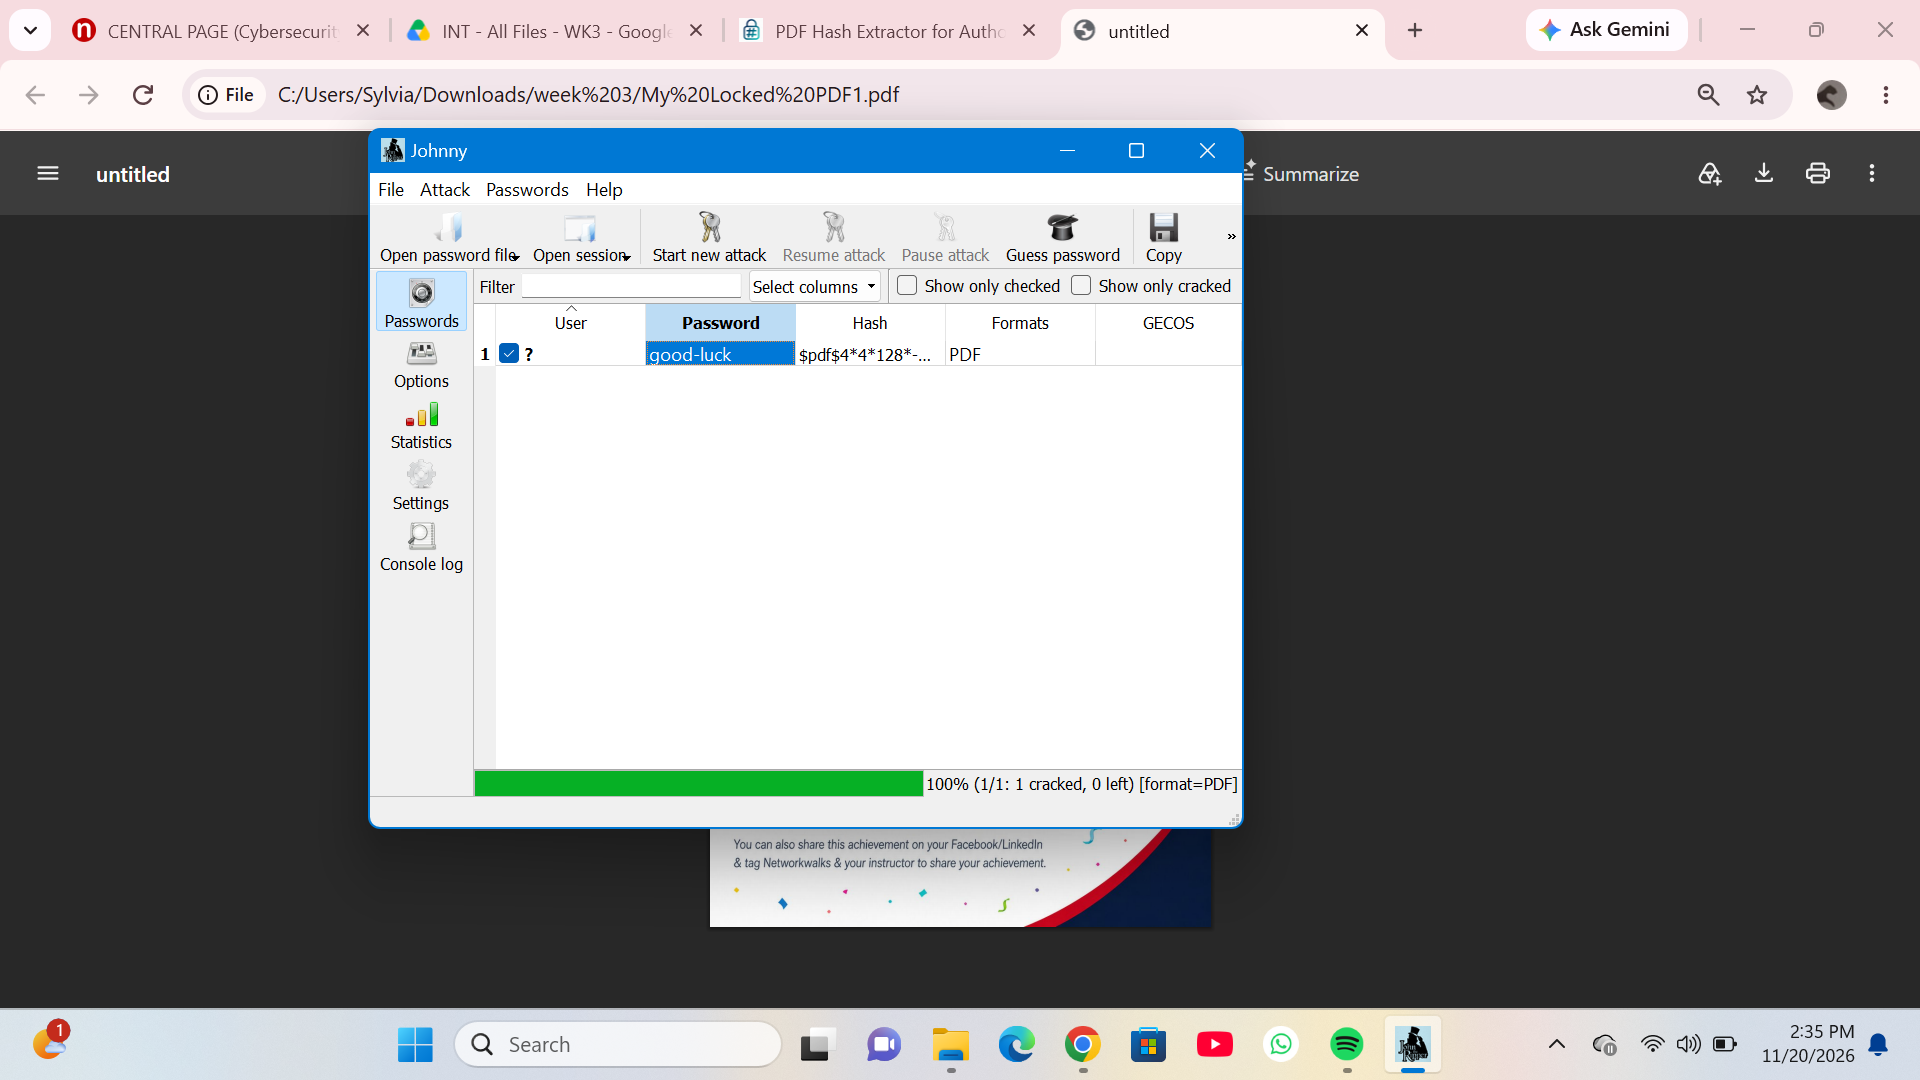 CENTRAL PAGE (Cybersecurit
INT - All Files - WK3 - Google
PDF Hash Extractor for Autho
untitled
Ask Gemini
File
C:/Users/Sylvia/Downloads/week%203/My%20Locked%20PDF1.pdf
untitled
Summarize
Johnny
File Attack Passwords Help
Open password file Open session Start new attack Resume attack Pause attack Guess password Copy »
Filter Select columns Show only checked Show only cracked
Passwords
Options
Statistics
Settings
Console log
User Password Hash Formats GECOS
1 ? good-luck $pdf$4*4*128*-... PDF
100% (1/1: 1 cracked, 0 left) [format=PDF]
You can also share this achievement on your Facebook/LinkedIn
& tag Networkwalks & your instructor to share your achievement.
1
Search
2:35 PM
11/20/2026